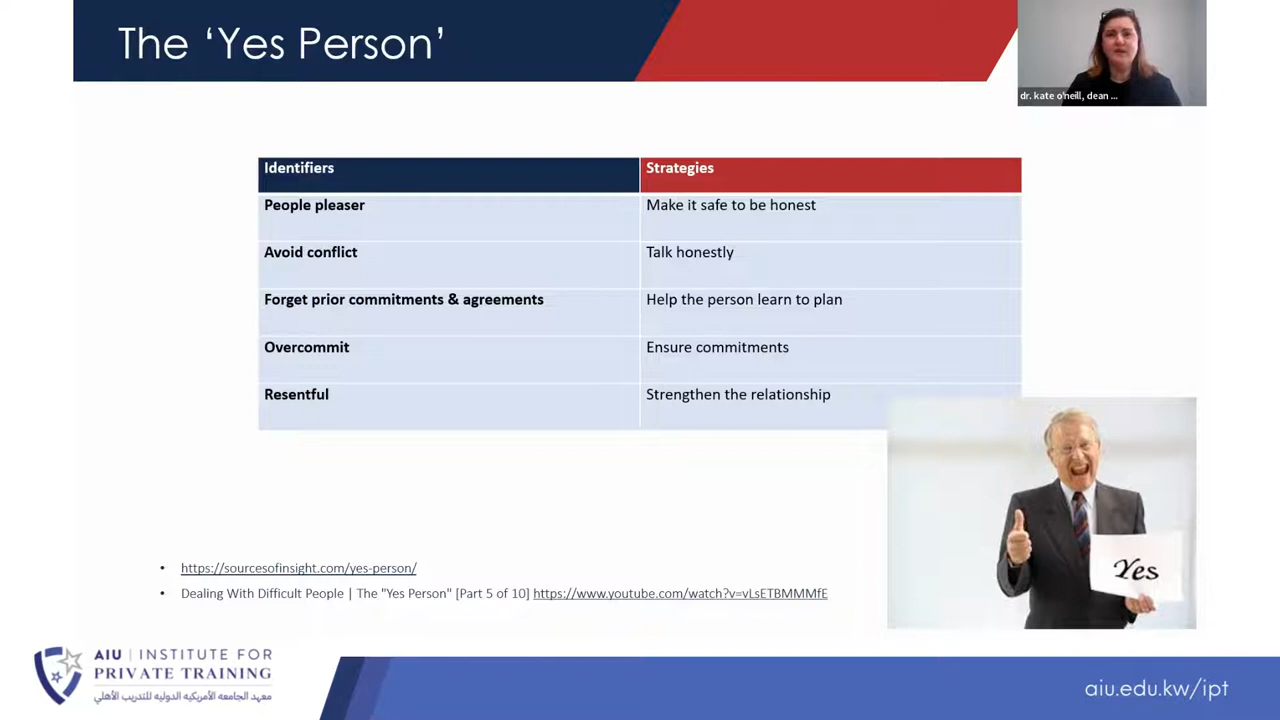 The ‘Yes Person’
dr. kate o'neill, dean ...
Identifiers
Strategies
People pleaser
Make it safe to be honest
Avoid conflict
Talk honestly
Forget prior commitments & agreements
Help the person learn to plan
Overcommit
Ensure commitments
Resentful
Strengthen the relationship
Yes
• https://sourcesofinsight.com/yes-person/
• Dealing With Difficult People | The "Yes Person" [Part 5 of 10] https://www.youtube.com/watch?v=vLsETBMMMfE
AIU | INSTITUTE FOR
PRIVATE TRAINING
معهد الجامعه الأمريكية الدوليه للتدريب الأهلي
aiu.edu.kw/ipt